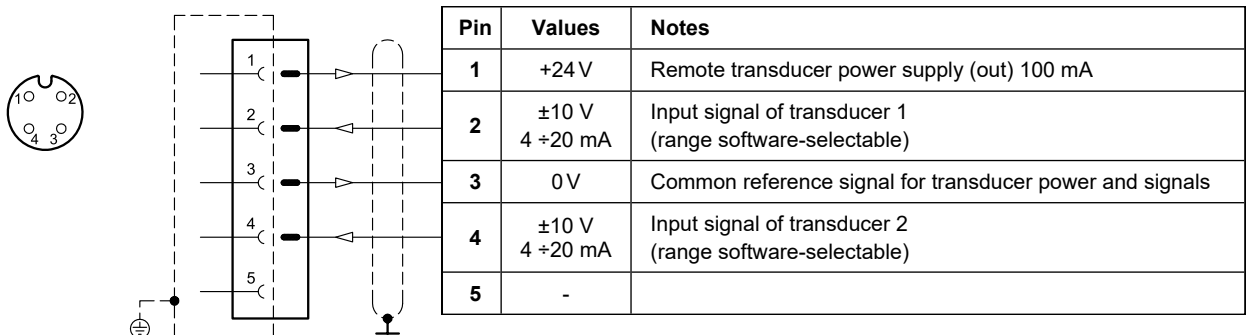 1 2
4 3
1
2
3
4
5
Pin Values Notes
1 +24 V Remote transducer power supply (out) 100 mA
2 ±10 V 4 ÷20 mA Input signal of transducer 1
(range software-selectable)
3 0 V Common reference signal for transducer power and signals
4 ±10 V 4 ÷20 mA Input signal of transducer 2
(range software-selectable)
5 -